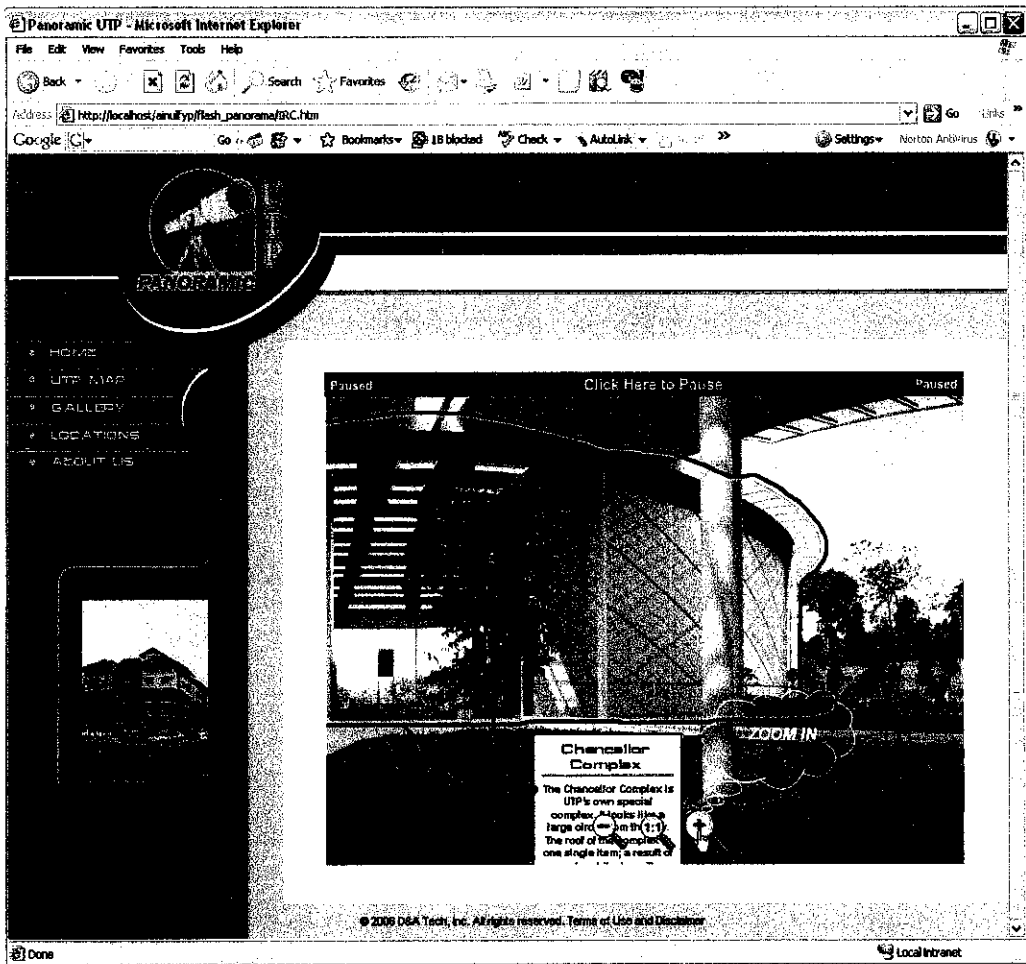 Panoramic UTP - Microsoft Internet Explorer
File Edit View Favorites Tools Help
Back Search Favorites
Address http://localhost/ainulfyp/flash_panorama/IRC.htm Go Links
Google G Go Bookmarks 18 blocked Check AutoLink Settings Norton AntiVirus
PANORAMIC
HOME
UTP MAP
GALLERY
LOCATIONS
ABOUT US
Paused Click Here to Pause Paused
ZOOM IN
Chancellor
Complex
The Chancellor Complex is
UTP's own special
complex. It looks like a
large
The roof of the complex
one single item; a result of
1:1
© 2006 D&A Tech, Inc. All rights reserved. Terms of Use and Disclaimer
Done Local intranet